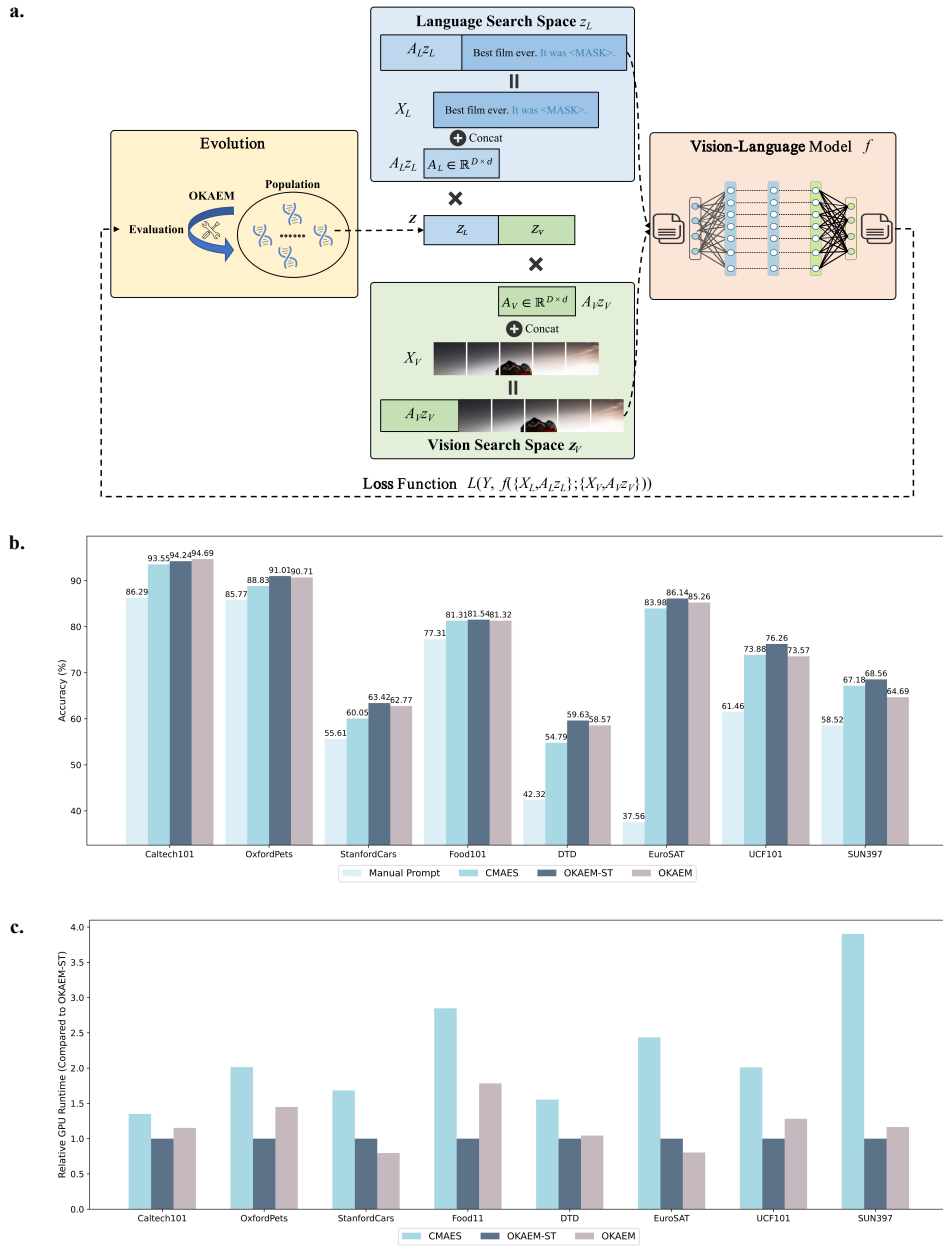 a.
Language Search Space z_L
A_L z_L
Best film ever. It was <MASK>.
X_L
Best film ever. It was <MASK>.
Concat
A_L z_L
A_L ∈ ℝ^{D×d}
Evolution
OKAEM
Population
Evaluation
z
z_L
z_V
Vision-Language Model f
A_V ∈ ℝ^{D×d}
A_V z_V
Concat
X_V
A_V z_V
Vision Search Space z_V
Loss Function L(Y, f({X_L,A_L z_L};{X_V,A_V z_V}))
b.
Accuracy (%)
90
80
70
60
50
40
86.29
93.55
94.24
94.69
85.77
88.83
91.01
90.71
55.61
60.05
63.42
62.77
77.31
81.31
81.54
81.32
42.32
54.79
59.63
58.57
37.56
83.98
86.14
85.26
61.46
73.88
76.26
73.57
58.52
67.18
68.56
64.69
Caltech101
OxfordPets
StanfordCars
Food101
DTD
EuroSAT
UCF101
SUN397
Manual Prompt
CMAES
OKAEM-ST
OKAEM
c.
Relative GPU Runtime (Compared to OKAEM-ST)
4.0
3.5
3.0
2.5
2.0
1.5
1.0
0.5
0.0
Caltech101
OxfordPets
StanfordCars
Food11
DTD
EuroSAT
UCF101
SUN397
CMAES
OKAEM-ST
OKAEM